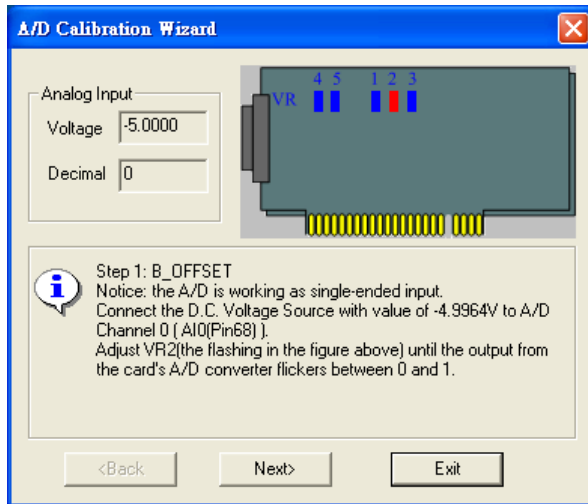 A/D Calibration Wizard
Analog Input
Voltage -5.0000
Decimal 0
4 5 1 2 3
VR
Step 1: B_OFFSET
Notice: the A/D is working as single-ended input.
Connect the D.C. Voltage Source with value of -4.9964V to A/D
Channel 0 ( AI0(Pin68) ).
Adjust VR2(the flashing in the figure above) until the output from
the card's A/D converter flickers between 0 and 1.
<Back Next> Exit